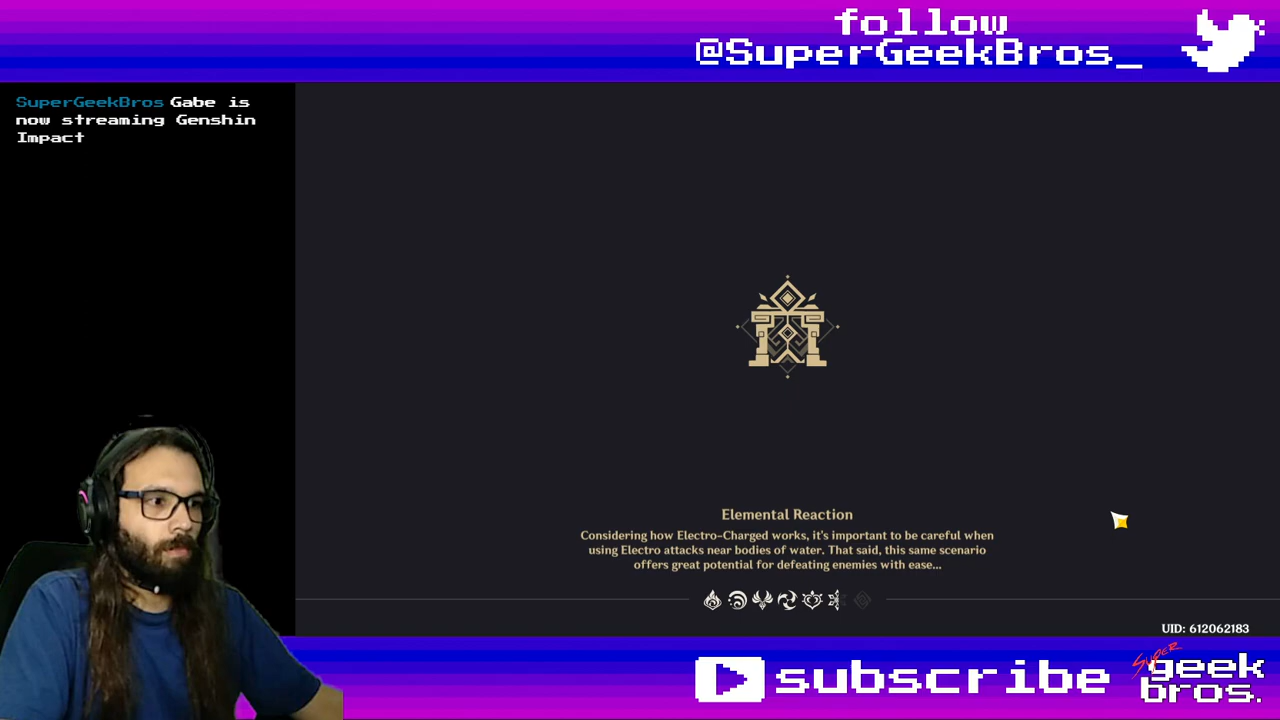 follow
@SuperGeekBros_
SuperGeekBros Gabe is
now streaming Genshin
Impact
Elemental Reaction
Considering how Electro-Charged works, it's important to be careful when
using Electro attacks near bodies of water. That said, this same scenario
offers great potential for defeating enemies with ease...
UID: 612062183
subscribe
SUPER
geek
bros.